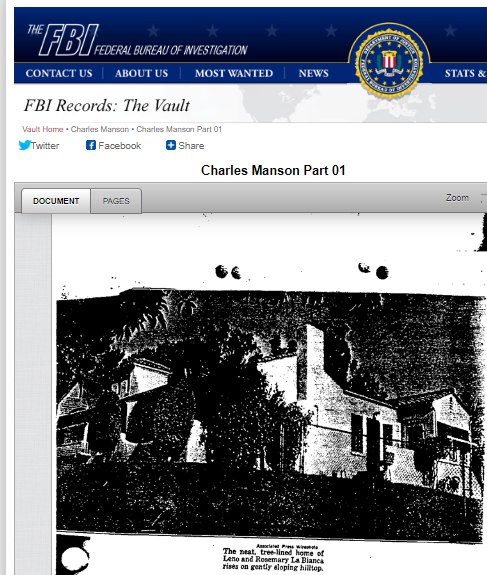 THE FBI FEDERAL BUREAU OF INVESTIGATION
CONTACT US ABOUT US MOST WANTED NEWS STATS &
FBI Records: The Vault
Vault Home • Charles Manson • Charles Manson Part 01
Twitter Facebook Share
Charles Manson Part 01
DOCUMENT PAGES Zoom
Associated Press Wirephoto
The neat, tree-lined home of
Leno and Rosemary La Bianca
rises on gently sloping hilltop.